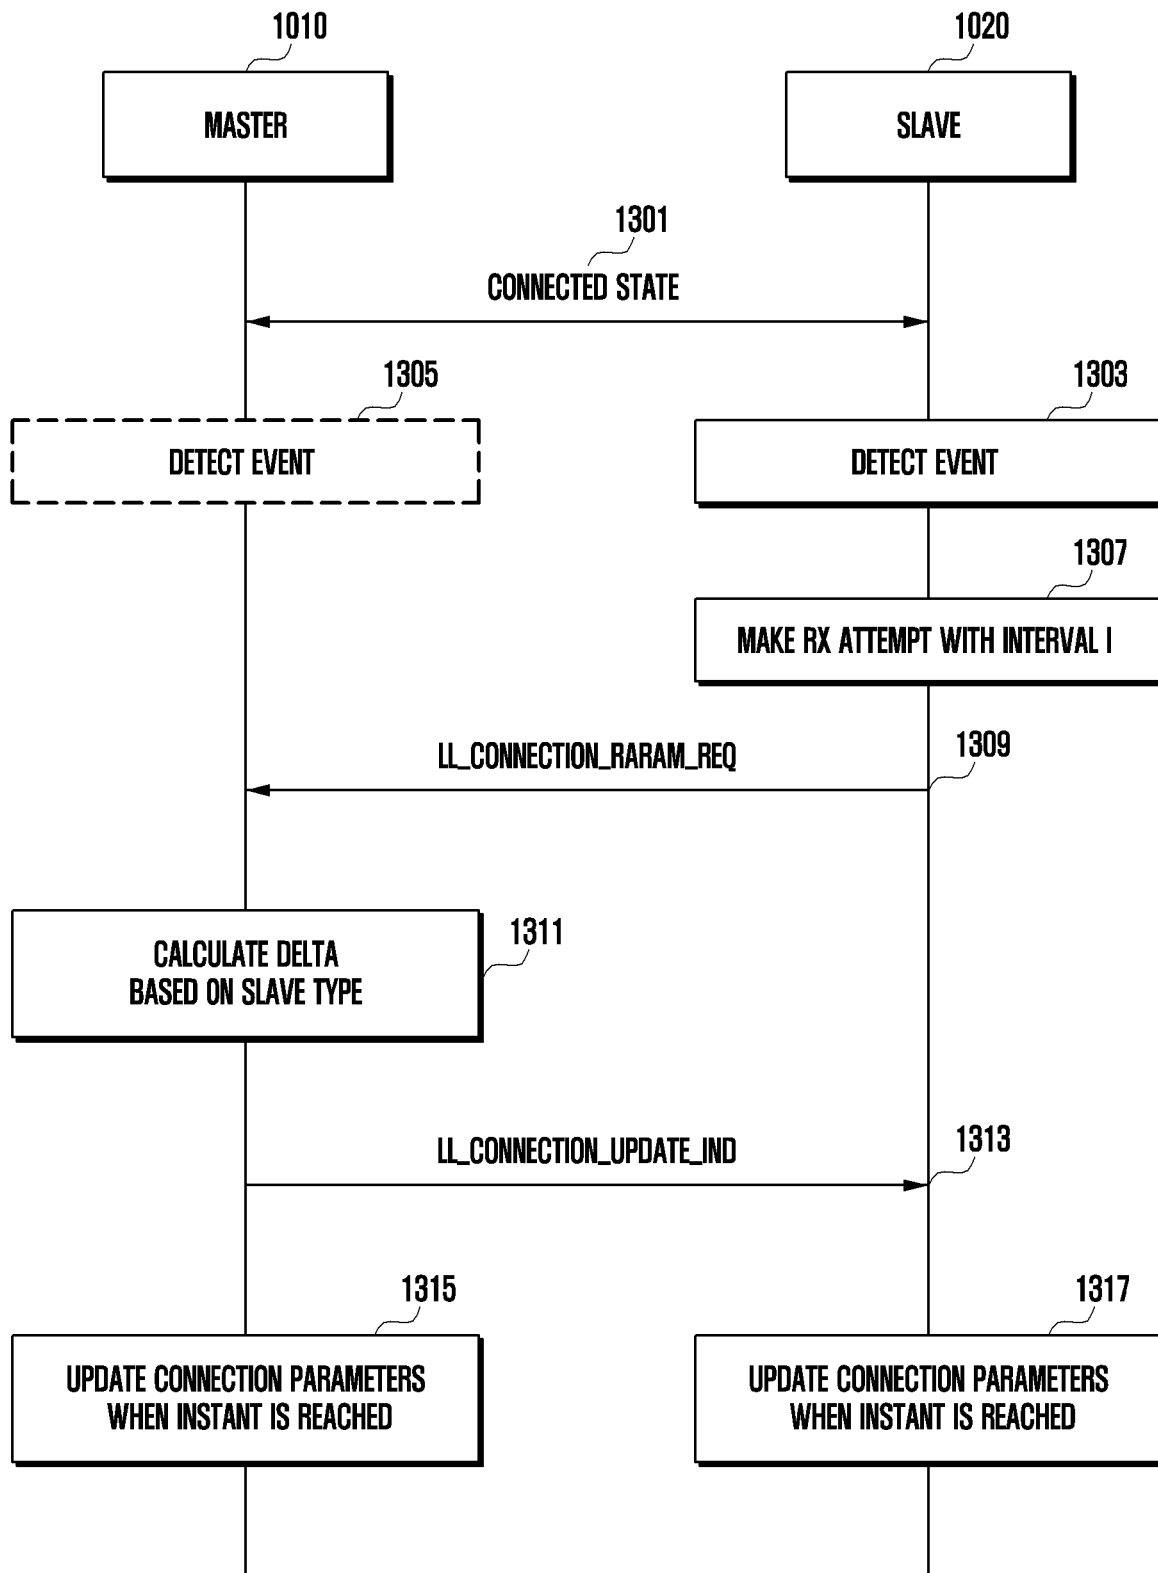 1010
1020
MASTER
SLAVE
1301
CONNECTED STATE
1305
1303
DETECT EVENT
DETECT EVENT
1307
MAKE RX ATTEMPT WITH INTERVAL I
LL_CONNECTION_RARAM_REQ
1309
CALCULATE DELTA
BASED ON SLAVE TYPE
1311
LL_CONNECTION_UPDATE_IND
1313
1315
1317
UPDATE CONNECTION PARAMETERS
WHEN INSTANT IS REACHED
UPDATE CONNECTION PARAMETERS
WHEN INSTANT IS REACHED